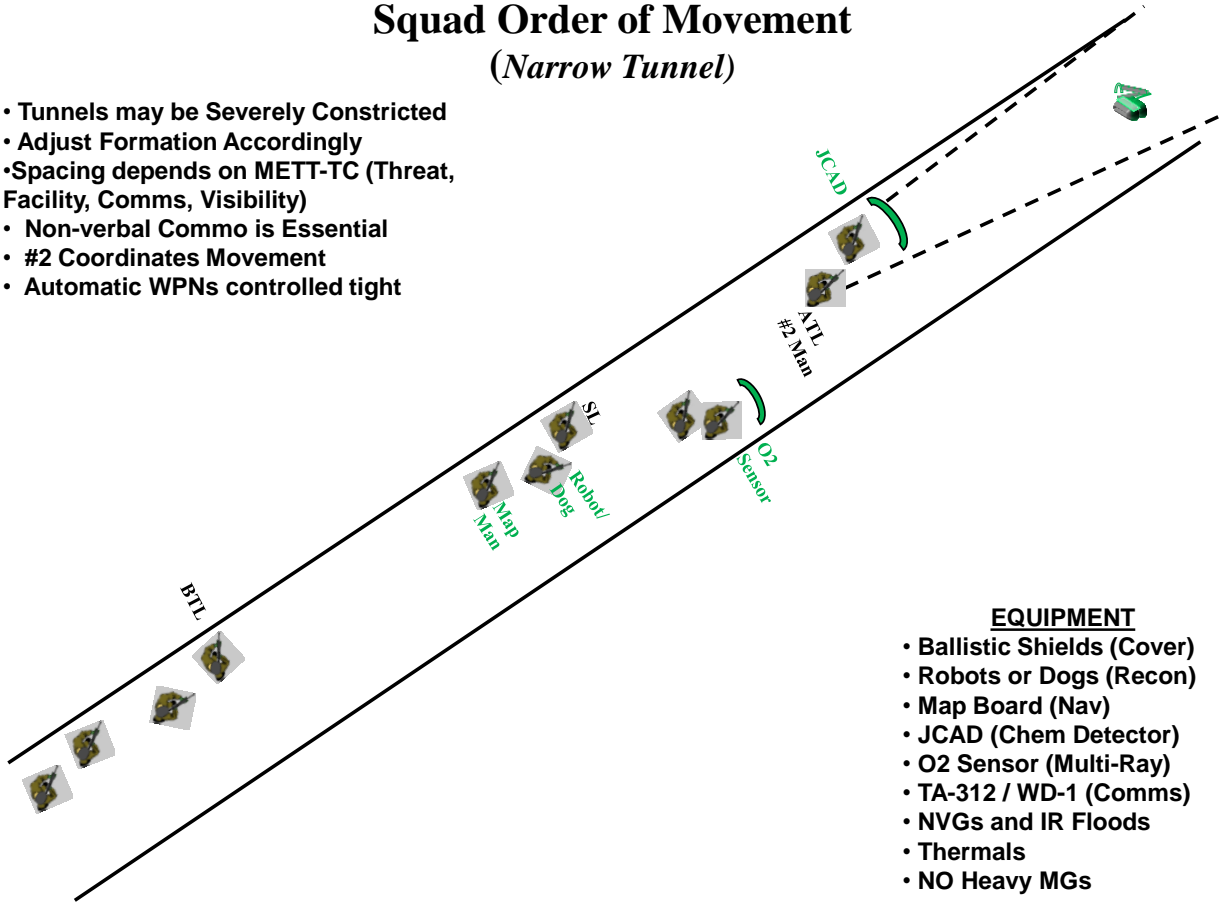 Squad Order of Movement
(Narrow Tunnel)
• Tunnels may be Severely Constricted
• Adjust Formation Accordingly
•Spacing depends on METT-TC (Threat,
Facility, Comms, Visibility)
• Non-verbal Commo is Essential
• #2 Coordinates Movement
• Automatic WPNs controlled tight
JCAD
ATL
#2 Man
SL
O2
Sensor
Robot/
Dog
Map
Man
BTL
EQUIPMENT
• Ballistic Shields (Cover)
• Robots or Dogs (Recon)
• Map Board (Nav)
• JCAD (Chem Detector)
• O2 Sensor (Multi-Ray)
• TA-312 / WD-1 (Comms)
• NVGs and IR Floods
• Thermals
• NO Heavy MGs